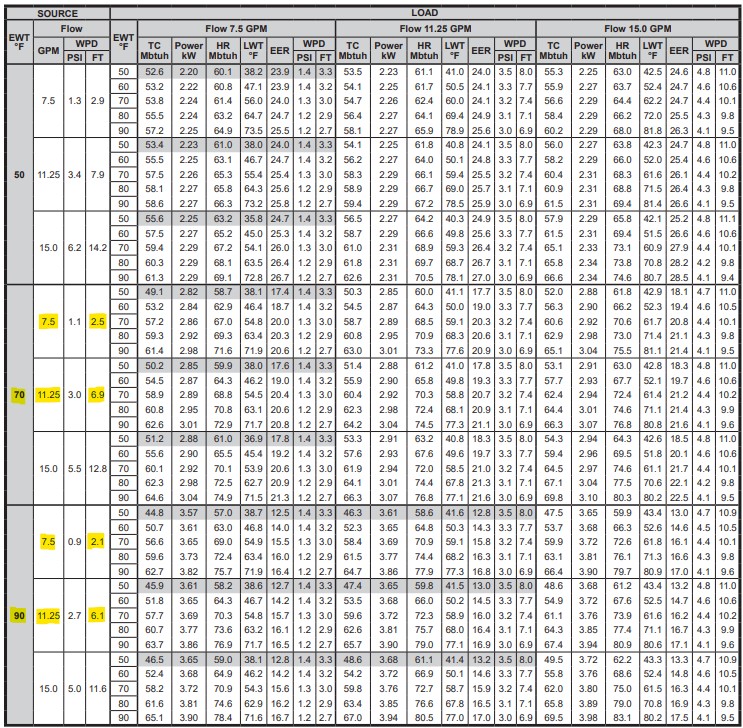 SOURCE LOAD
EWT °F Flow EWT °F Flow 7.5 GPM Flow 11.25 GPM Flow 15.0 GPM
GPM WPD TC Mbtuh Power kW HR Mbtuh LWT °F EER WPD TC Mbtuh Power kW HR Mbtuh LWT °F EER WPD TC Mbtuh Power kW HR Mbtuh LWT °F EER WPD
PSI FT PSI FT PSI FT PSI FT
50 52.6 2.20 60.1 38.2 23.9 1.4 3.3 53.5 2.23 61.1 41.0 24.0 3.5 8.0 55.3 2.25 63.0 42.5 24.6 4.8 11.0
60 53.2 2.22 60.8 47.1 23.9 1.4 3.2 54.1 2.25 61.7 50.5 24.1 3.3 7.7 55.9 2.27 63.7 52.4 24.7 4.6 10.6
7.5 1.3 2.9 70 53.8 2.24 61.4 56.0 24.0 1.3 3.0 54.7 2.26 62.4 60.0 24.1 3.2 7.4 56.6 2.29 64.4 62.2 24.7 4.4 10.1
80 55.5 2.24 63.2 64.7 24.7 1.2 2.9 56.4 2.27 64.1 69.4 24.9 3.1 7.1 58.4 2.29 66.2 72.0 25.5 4.3 9.8
90 57.2 2.25 64.9 73.5 25.5 1.2 2.7 58.1 2.27 65.9 78.9 25.6 3.0 6.9 60.2 2.29 68.0 81.8 26.3 4.1 9.5
50 53.4 2.23 61.0 38.0 24.0 1.4 3.3 54.1 2.25 61.8 40.8 24.1 3.5 8.0 56.0 2.27 63.8 42.3 24.7 4.8 11.0
60 55.5 2.25 63.1 46.7 24.7 1.4 3.2 56.2 2.27 64.0 50.1 24.8 3.3 7.7 58.2 2.29 66.0 52.0 25.4 4.6 10.6
50 11.25 3.4 7.9 70 57.5 2.26 65.3 55.4 25.4 1.3 3.0 58.3 2.29 66.1 59.4 25.5 3.2 7.4 60.4 2.31 68.3 61.6 26.1 4.4 10.2
80 58.1 2.27 65.8 64.3 25.6 1.2 2.9 58.9 2.29 66.7 69.0 25.7 3.1 7.1 60.9 2.31 68.8 71.5 26.4 4.3 9.8
90 58.6 2.27 66.3 73.2 25.8 1.2 2.7 59.4 2.29 67.2 78.5 25.9 3.0 6.9 61.5 2.31 69.4 81.4 26.6 4.1 9.5
50 55.6 2.25 63.2 35.8 24.7 1.4 3.3 56.5 2.27 64.2 40.3 24.9 3.5 8.0 57.9 2.29 65.8 42.1 25.2 4.8 11.1
60 57.5 2.27 65.2 45.0 25.3 1.4 3.2 58.7 2.29 66.6 49.8 25.6 3.3 7.7 61.5 2.31 69.4 51.5 26.6 4.6 10.6
15.0 6.2 14.2 70 59.4 2.29 67.2 54.1 26.0 1.3 3.0 61.0 2.31 68.9 59.3 26.4 3.2 7.4 65.1 2.33 73.1 60.9 27.9 4.4 10.1
80 60.3 2.29 68.1 63.5 26.4 1.2 2.9 61.8 2.31 69.7 68.7 26.7 3.1 7.1 65.8 2.34 73.8 70.8 28.2 4.2 9.8
90 61.3 2.29 69.1 72.8 26.7 1.2 2.7 62.6 2.31 70.5 78.1 27.0 3.0 6.9 66.6 2.34 74.6 80.7 28.5 4.1 9.4
50 49.1 2.82 58.7 38.1 17.4 1.4 3.3 50.3 2.85 60.0 41.1 17.7 3.5 8.0 52.0 2.88 61.8 42.9 18.1 4.7 11.0
60 53.2 2.84 62.9 46.4 18.7 1.4 3.2 54.5 2.87 64.3 50.0 19.0 3.3 7.7 56.3 2.90 66.2 52.3 19.4 4.6 10.5
7.5 1.1 2.5 70 57.2 2.86 67.0 54.8 20.0 1.3 3.0 58.7 2.89 68.5 59.1 20.3 3.2 7.4 60.6 2.92 70.6 61.7 20.8 4.4 10.1
80 59.3 2.92 69.3 63.4 20.3 1.2 2.9 60.8 2.95 70.9 68.3 20.6 3.1 7.1 62.9 2.98 73.0 71.4 21.1 4.3 9.8
90 61.4 2.98 71.6 71.9 20.6 1.2 2.7 63.0 3.01 73.3 77.6 20.9 3.0 6.9 65.1 3.04 75.5 81.1 21.4 4.1 9.5
50 50.2 2.85 59.9 38.0 17.6 1.4 3.3 51.4 2.88 61.2 41.0 17.8 3.5 8.0 53.1 2.91 63.0 42.8 18.3 4.8 11.0
60 54.5 2.87 64.3 46.2 19.0 1.4 3.2 55.9 2.90 65.8 49.8 19.3 3.3 7.7 57.7 2.93 67.7 52.1 19.7 4.6 10.6
70 11.25 3.0 6.9 70 58.9 2.89 68.8 54.5 20.4 1.3 3.0 60.4 2.92 70.3 58.8 20.7 3.2 7.4 62.4 2.94 72.4 61.4 21.2 4.4 10.2
80 60.8 2.95 70.8 63.1 20.6 1.2 2.9 62.3 2.98 72.4 68.1 20.9 3.1 7.1 64.4 3.01 74.6 71.1 21.4 4.3 9.9
90 62.6 3.01 72.9 71.7 20.8 1.2 2.7 64.2 3.04 74.5 77.3 21.1 3.0 6.9 66.3 3.07 76.8 80.8 21.6 4.1 9.6
50 51.2 2.88 61.0 36.9 17.8 1.4 3.3 53.3 2.91 63.2 40.8 18.3 3.5 8.0 54.3 2.94 64.3 42.6 18.5 4.8 11.0
60 55.6 2.90 65.5 45.4 19.2 1.4 3.2 57.6 2.93 67.6 49.6 19.7 3.3 7.7 59.4 2.96 69.5 51.8 20.1 4.6 10.6
15.0 5.5 12.8 70 60.1 2.92 70.1 53.9 20.6 1.3 3.0 61.9 2.94 72.0 58.5 21.0 3.2 7.4 64.5 2.97 74.6 61.1 21.7 4.4 10.1
80 62.3 2.98 72.5 62.7 20.9 1.2 2.9 64.1 3.01 74.4 67.8 21.3 3.1 7.1 67.1 3.04 77.5 70.6 22.1 4.2 9.8
90 64.6 3.04 74.9 71.5 21.3 1.2 2.7 66.3 3.07 76.8 77.1 21.6 3.0 6.9 69.8 3.10 80.3 80.2 22.5 4.1 9.5
50 44.8 3.57 57.0 38.7 12.5 1.4 3.3 46.3 3.61 58.6 41.6 12.8 3.5 8.0 47.5 3.65 59.9 43.4 13.0 4.7 10.9
60 50.7 3.61 63.0 46.8 14.0 1.4 3.2 52.3 3.65 64.8 50.3 14.3 3.3 7.7 53.7 3.68 66.3 52.6 14.6 4.5 10.5
7.5 0.9 2.1 70 56.6 3.65 69.0 54.9 15.5 1.3 3.0 58.4 3.69 70.9 59.1 15.8 3.2 7.4 59.9 3.72 72.6 61.8 16.1 4.4 10.1
80 59.6 3.73 72.4 63.4 16.0 1.2 2.9 61.5 3.77 74.4 68.2 16.3 3.1 7.1 63.1 3.81 76.1 71.3 16.6 4.3 9.8
90 62.7 3.82 75.7 71.9 16.4 1.2 2.7 64.7 3.86 77.9 77.3 16.8 3.0 6.9 66.4 3.90 79.7 80.9 17.0 4.1 9.6
50 45.9 3.61 58.2 38.6 12.7 1.4 3.3 47.4 3.65 59.8 41.5 13.0 3.5 8.0 48.6 3.68 61.2 43.4 13.2 4.8 11.0
60 51.8 3.65 64.3 46.7 14.2 1.4 3.2 53.5 3.68 66.0 50.2 14.5 3.3 7.7 54.9 3.72 67.6 52.5 14.7 4.6 10.6
90 11.25 2.7 6.1 70 57.7 3.69 70.3 54.8 15.7 1.3 3.0 59.6 3.72 72.3 58.9 16.0 3.2 7.4 61.1 3.76 73.9 61.6 16.2 4.4 10.2
80 60.7 3.77 73.6 63.2 16.1 1.2 2.9 62.6 3.81 75.7 68.0 16.4 3.1 7.1 64.3 3.85 77.4 71.1 16.7 4.3 9.9
90 63.7 3.86 76.9 71.5 16.5 1.2 2.7 65.7 3.90 79.0 77.1 16.9 3.0 6.9 67.4 3.94 80.9 80.6 17.1 4.1 9.6
50 46.5 3.65 59.0 38.1 12.8 1.4 3.3 48.6 3.68 61.1 41.4 13.2 3.5 8.0 49.5 3.72 62.2 43.3 13.3 4.7 10.9
60 52.4 3.68 64.9 46.2 14.2 1.4 3.2 54.2 3.72 66.9 50.1 14.6 3.3 7.7 55.8 3.76 68.6 52.4 14.8 4.6 10.5
15.0 5.0 11.6 70 58.2 3.72 70.9 54.3 15.6 1.3 3.0 59.8 3.76 72.7 58.7 15.9 3.2 7.4 62.0 3.80 75.0 61.5 16.3 4.4 10.1
80 61.6 3.81 74.6 62.9 16.2 1.2 2.9 63.4 3.85 76.6 67.8 16.5 3.1 7.1 65.8 3.89 79.0 70.8 16.9 4.3 9.8
90 65.1 3.90 78.4 71.6 16.7 1.2 2.7 67.0 3.94 80.5 77.0 17.0 3.0 6.9 69.5 3.98 83.1 80.2 17.5 4.1 9.5